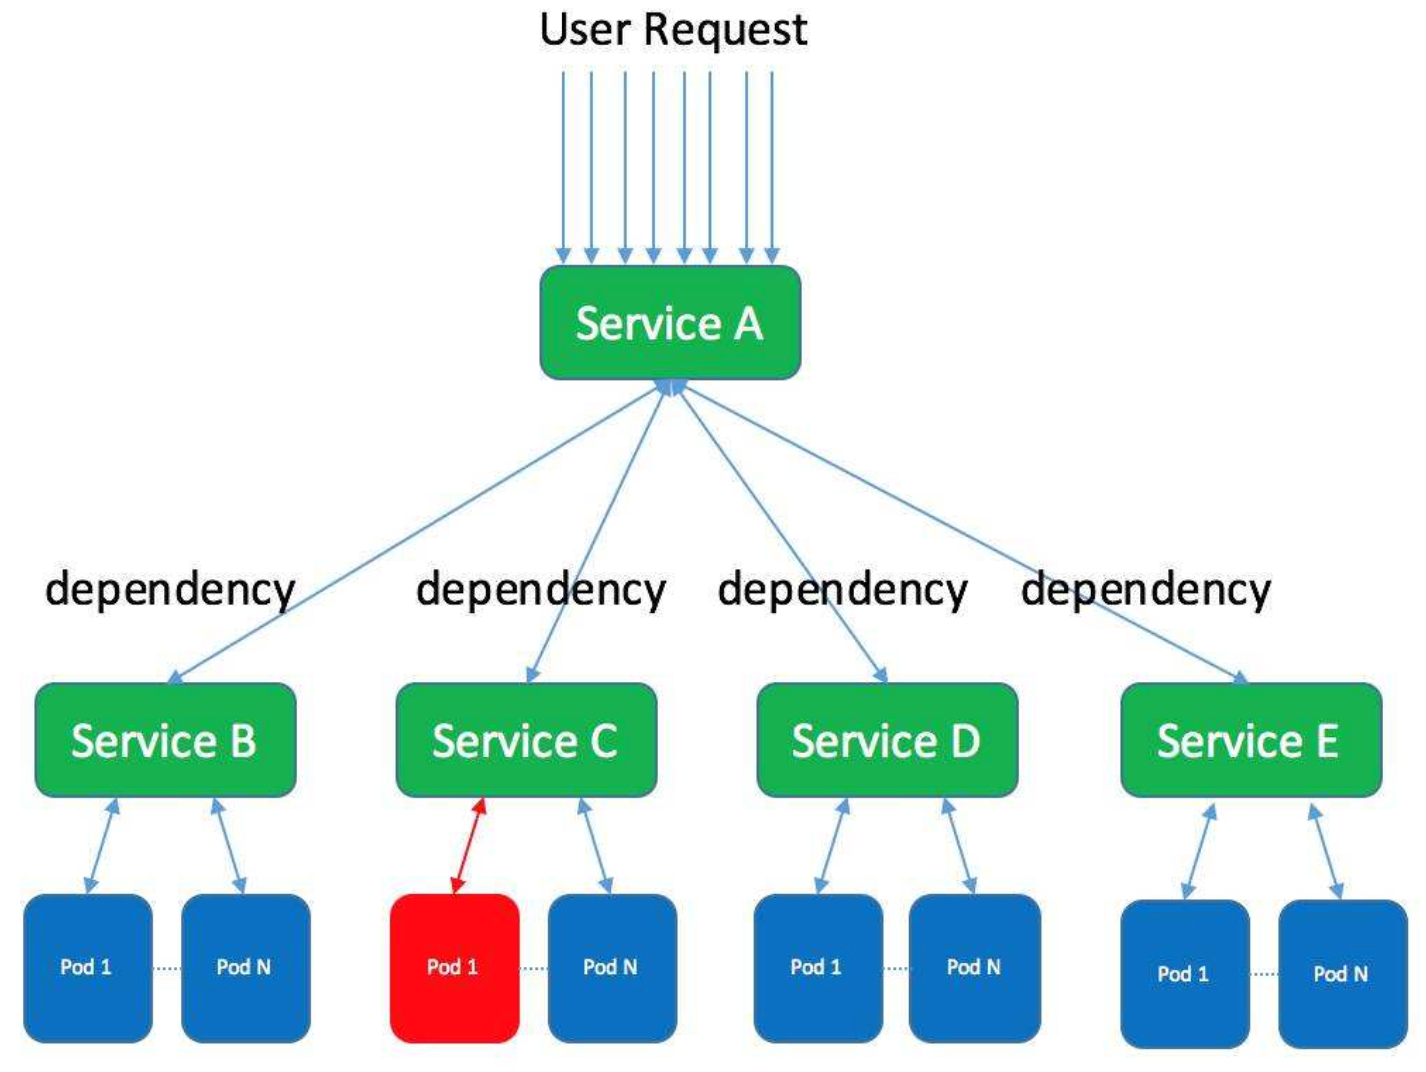 User Request
Service A
dependency
dependency
dependency
dependency
Service B
Service C
Service D
Service E
Pod 1
Pod N
Pod 1
Pod N
Pod 1
Pod N
Pod 1
Pod N